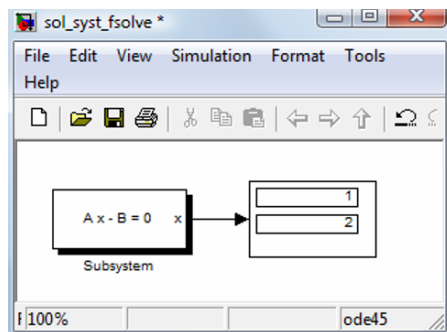 sol_syst_fsolve *
File Edit View Simulation Format Tools
Help
A x - B = 0 x
1
2
Subsystem
100% ode45